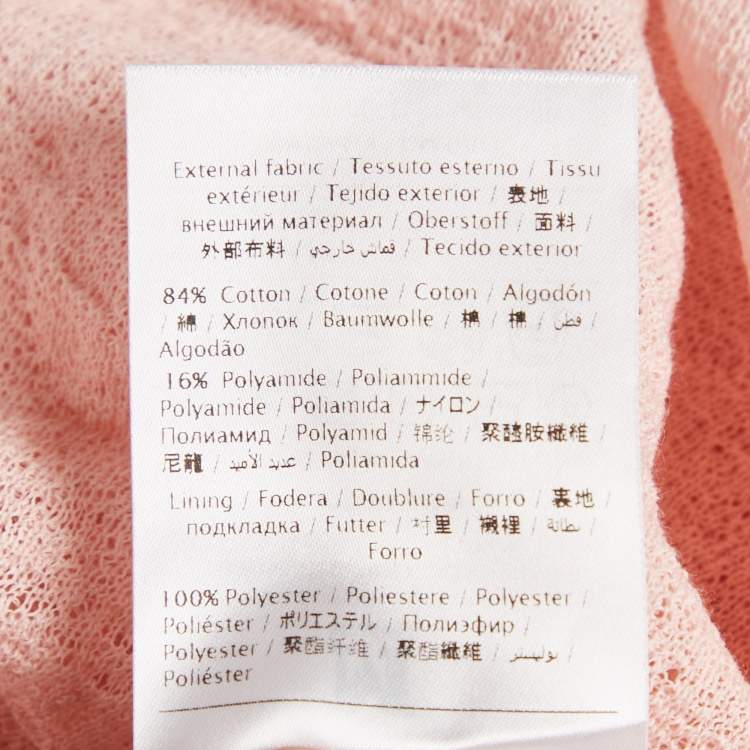 External fabric / Tessuto esterno / Tissu
extérieur / Tejido exterior / 表地 /
внешний материал / Oberstoff / 面料 /
外部布料 / قماش خارجي / Tecido exterior
84% Cotton / Cotone / Coton / Algodón
/ 綿 / Хлопок / Baumwolle / 棉 / 棉 / قطن /
Algodão
16% Polyamide / Poliammide /
Polyamide / Poliamida / ナイロン /
Полиамид / Polyamid / 锦纶 / 聚醯胺纖維 /
尼龍 / عديد الأميد / Poliamida
Lining / Fodera / Doublure / Forro / 裏地 /
подкладка / Futter / 衬里 / 襯裡 / بطانة /
Forro
100% Polyester / Poliestere / Polyester /
Poliéster / ポリエステル / Полиэфир /
Polyester / 聚酯纤维 / 聚酯纖維 / بوليستر /
Poliéster